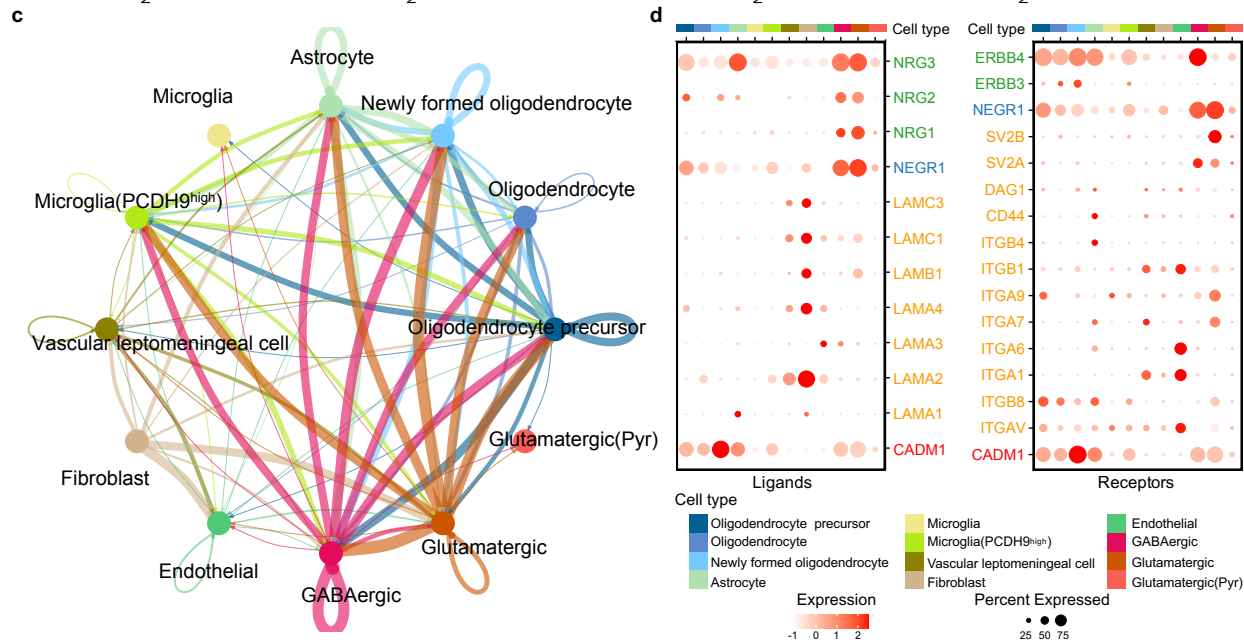 2 2 2 2
c
Astrocyte
Microglia
Newly formed oligodendrocyte
Microglia(PCDH9high)
Oligodendrocyte
Vascular leptomeningeal cell
Oligodendrocyte precursor
Fibroblast
Glutamatergic(Pyr)
Endothelial
Glutamatergic
GABAergic
d
Cell type
NRG3
NRG2
NRG1
NEGR1
LAMC3
LAMC1
LAMB1
LAMA4
LAMA3
LAMA2
LAMA1
CADM1
Ligands
Cell type
ERBB4
ERBB3
NEGR1
SV2B
SV2A
DAG1
CD44
ITGB4
ITGB1
ITGA9
ITGA7
ITGA6
ITGA1
ITGB8
ITGAV
CADM1
Receptors
Cell type
Oligodendrocyte precursor
Oligodendrocyte
Newly formed oligodendrocyte
Astrocyte
Microglia
Microglia(PCDH9high)
Vascular leptomeningeal cell
Fibroblast
Endothelial
GABAergic
Glutamatergic
Glutamatergic(Pyr)
Expression
-1 0 1 2
Percent Expressed
25 50 75